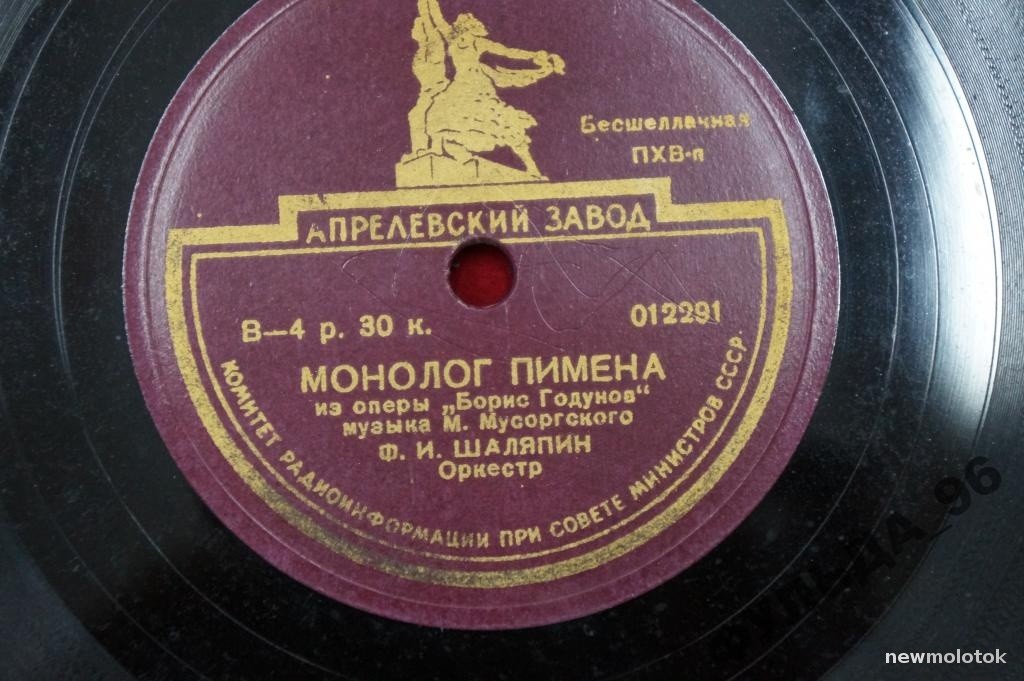 Бесшеллачная
ПХВ-п
АПРЕЛЕВСКИЙ ЗАВОД
В—4 р. 30 к.
012291
МОНОЛОГ ПИМЕНА
из оперы „Борис Годунов"
музыка М. Мусоргского
Ф. И. ШАЛЯПИН
Оркестр
КОМИТЕТ РАДИОИНФОРМАЦИИ ПРИ СОВЕТЕ МИНИСТРОВ СССР
newmolotok